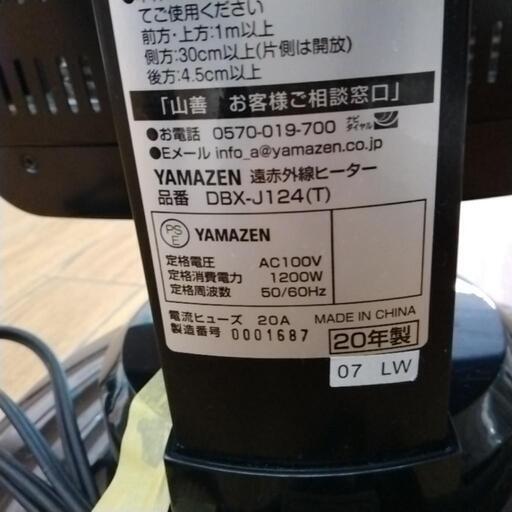 てご使用ください
前方・上方:1m以上
側方:30cm以上(片側は開放)
後方:4.5cm以上
「山善 お客様ご相談窓口」
●お電話 0570-019-700 ナビダイヤル
●Eメール info_a@yamazen.co.jp
YAMAZEN 遠赤外線ヒーター
品番 DBX-J124(T)
PSE YAMAZEN
定格電圧 AC100V
定格消費電力 1200W
定格周波数 50/60Hz
電流ヒューズ 20A MADE IN CHINA
製造番号 0001687 20年製
07 LW